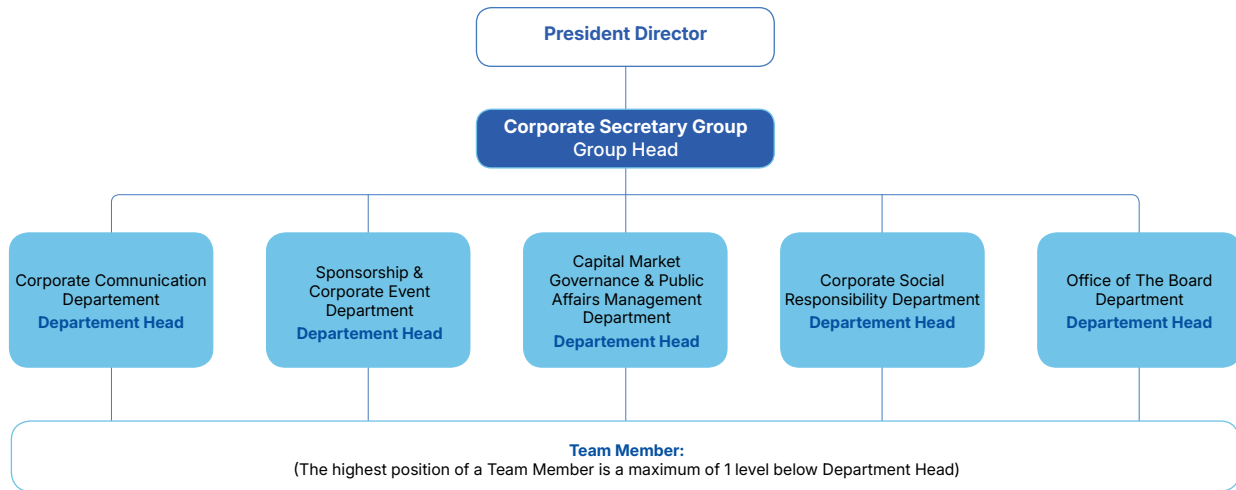 President Director
Corporate Secretary Group
Group Head
Corporate Comnunication
Departement
Departement Head
Sponsorship &
Corporate Event
Department
Departement Head
Capital Market
Governance & Public
Affairs Management
Department
Departement Head
Corporate Social
Responsibility Department
Departement Head
Office of The Board
Department
Departement Head
Team Member:
(The highest position of a Team Member is a maximum of 1 level below Department Head)